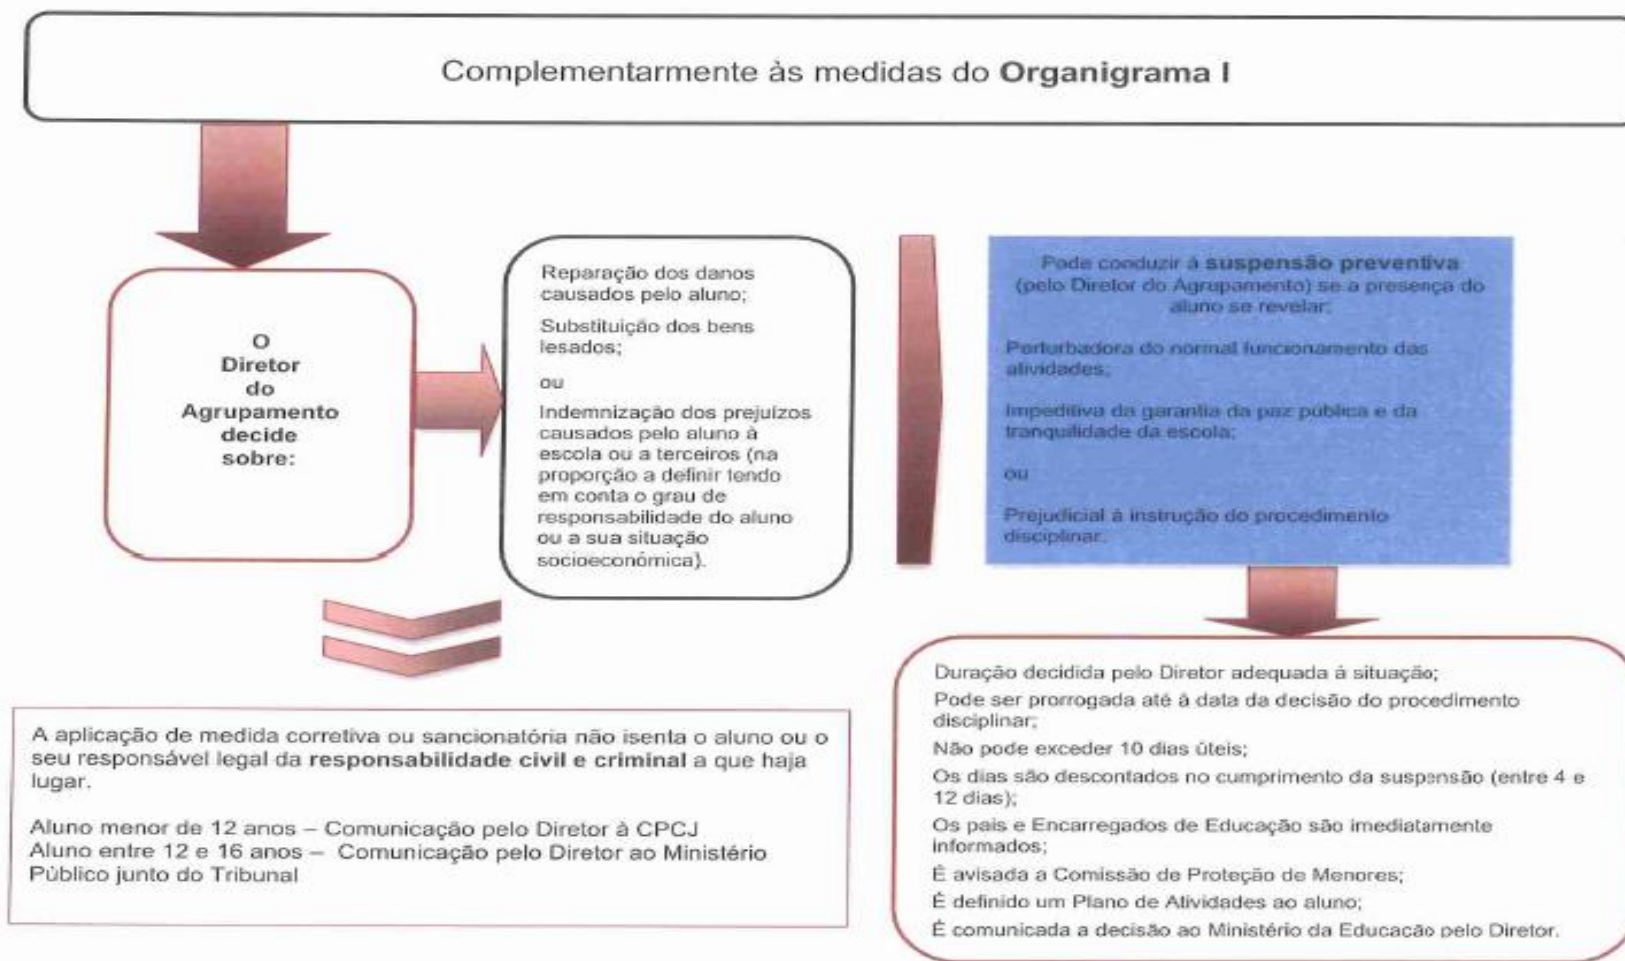 Complementarmente às medidas do Organigrama I
O
Diretor
do
Agrupamento
decide
sobre:
Reparação dos danos
causados pelo aluno;
Substituição dos bens
lesados;
ou
Indemnização dos prejuízos
causados pelo aluno à
escola ou a terceiros (na
proporção a definir tendo
em conta o grau de
responsabilidade do aluno
ou a sua situação
socioeconómica).
Pode conduzir à suspensão preventiva
(pelo Diretor do Agrupamento) se a presença do
aluno se revelar:
Perturbadora do normal funcionamento das
atividades;
Impeditiva da garantia da paz pública e da
tranquilidade da escola;
ou
Prejudicial à instrução do procedimento
disciplinar.
A aplicação de medida corretiva ou sancionatória não isenta o aluno ou o
seu responsável legal da responsabilidade civil e criminal a que haja
lugar.
Aluno menor de 12 anos – Comunicação pelo Diretor à CPCJ
Aluno entre 12 e 16 anos – Comunicação pelo Diretor ao Ministério
Público junto do Tribunal
Duração decidida pelo Diretor adequada à situação;
Pode ser prorrogada até à data da decisão do procedimento
disciplinar;
Não pode exceder 10 dias úteis;
Os dias são descontados no cumprimento da suspensão (entre 4 e
12 dias);
Os pais e Encarregados de Educação são imediatamente
informados;
É avisada a Comissão de Proteção de Menores;
É definido um Plano de Atividades ao aluno;
É comunicada a decisão ao Ministério da Educação pelo Diretor.